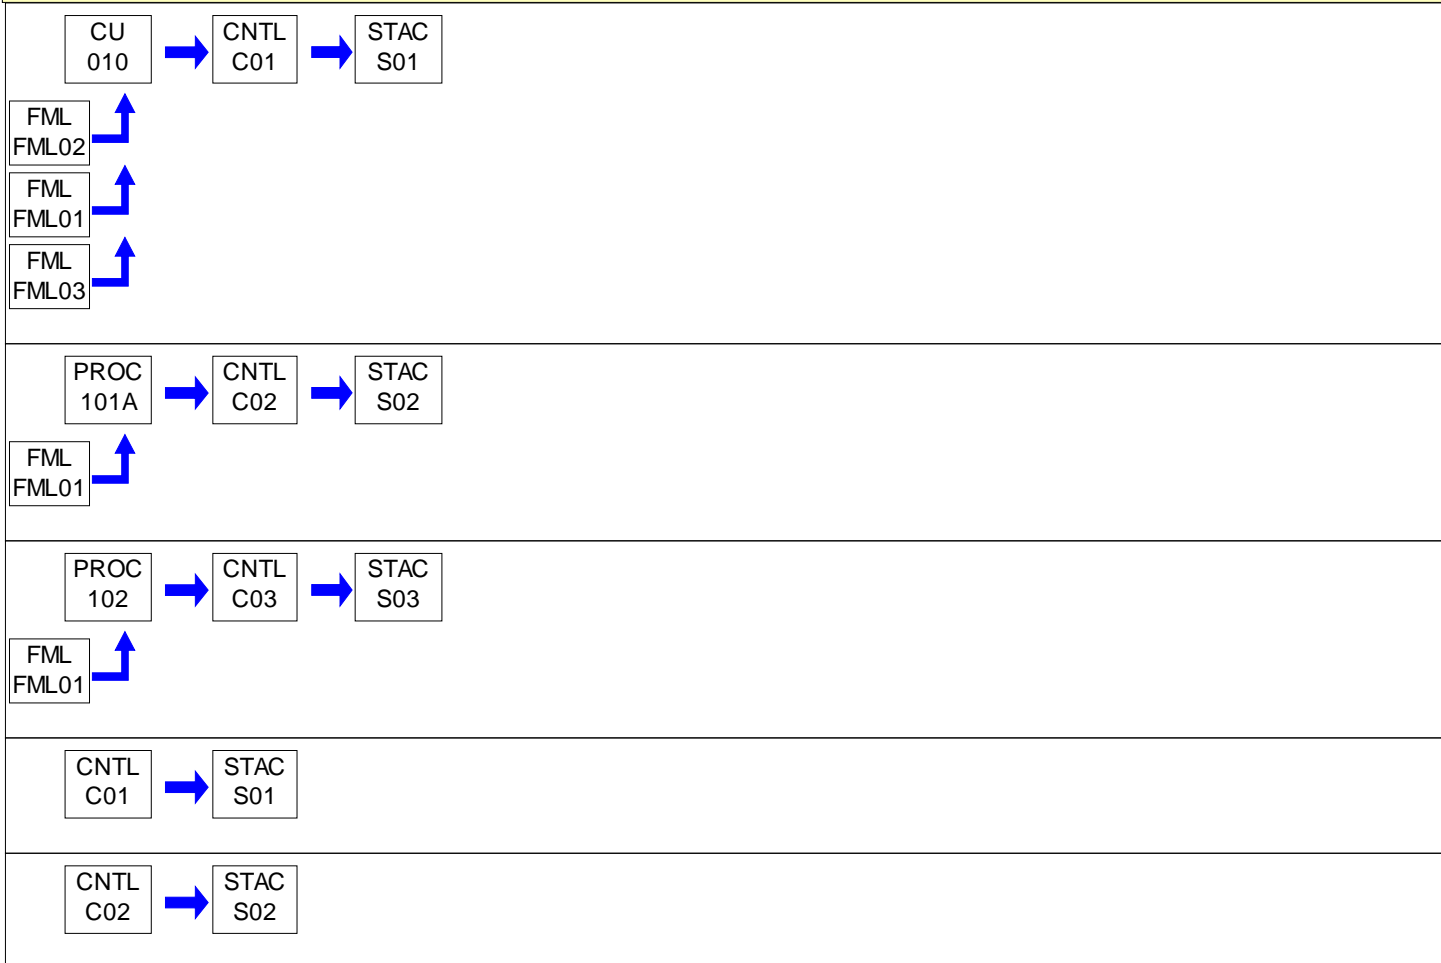 CU
010
CNTL
C01
STAC
S01
FML
FML02
FML
FML01
FML
FML03
PROC
101A
CNTL
C02
STAC
S02
FML
FML01
PROC
102
CNTL
C03
STAC
S03
FML
FML01
CNTL
C01
STAC
S01
CNTL
C02
STAC
S02